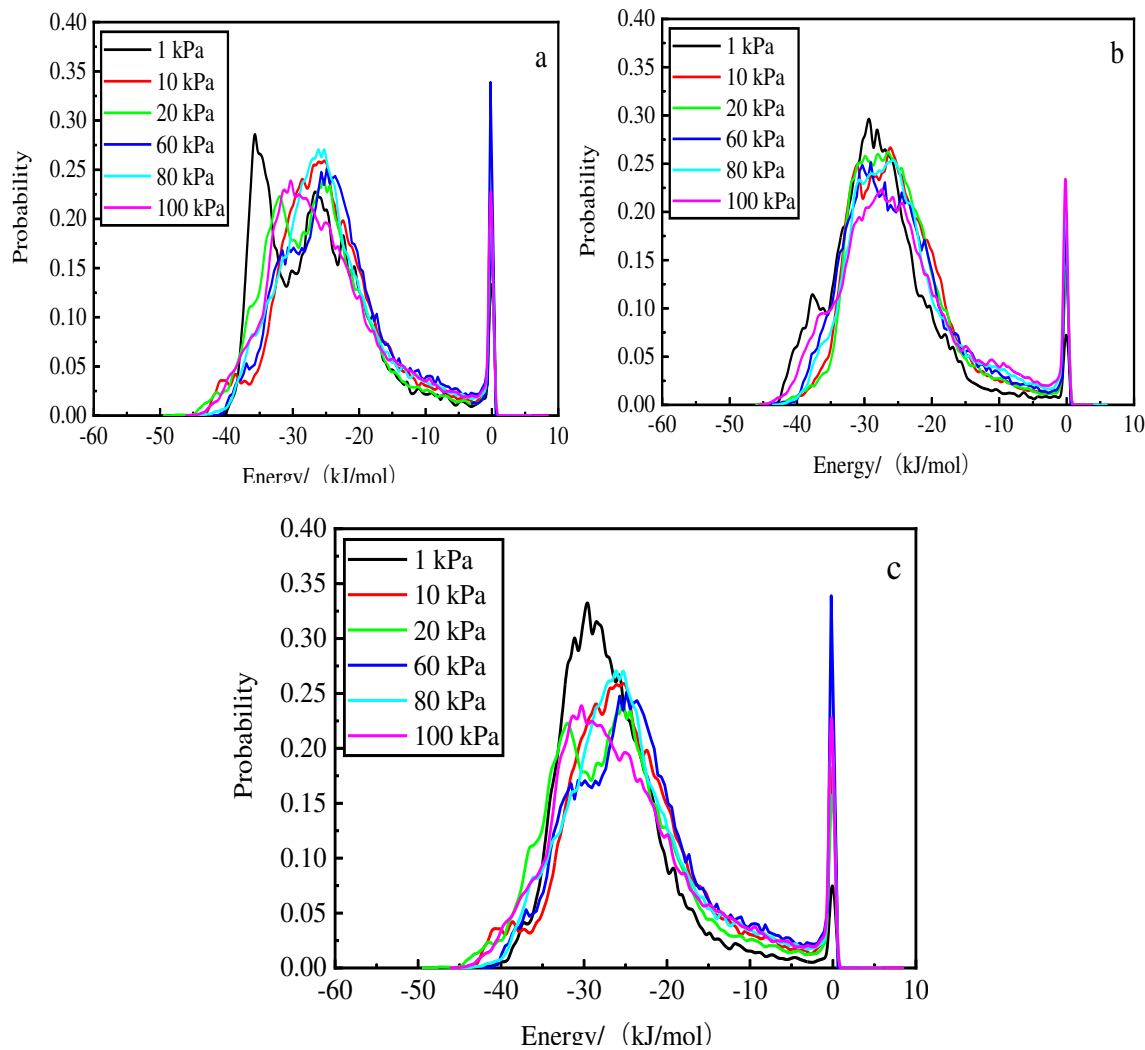 0.40
0.35
0.30
0.25
0.20
0.15
0.10
0.05
0.00
Probability
1 kPa
10 kPa
20 kPa
60 kPa
80 kPa
100 kPa
a
-60 -50 -40 -30 -20 -10 0 10
Energy/ (kJ/mol)
0.40
0.35
0.30
0.25
0.20
0.15
0.10
0.05
0.00
Probability
1 kPa
10 kPa
20 kPa
60 kPa
80 kPa
100 kPa
b
-60 -50 -40 -30 -20 -10 0 10
Energy/ (kJ/mol)
0.40
0.35
0.30
0.25
0.20
0.15
0.10
0.05
0.00
Probability
1 kPa
10 kPa
20 kPa
60 kPa
80 kPa
100 kPa
c
-60 -50 -40 -30 -20 -10 0 10
Energy/ (kJ/mol)